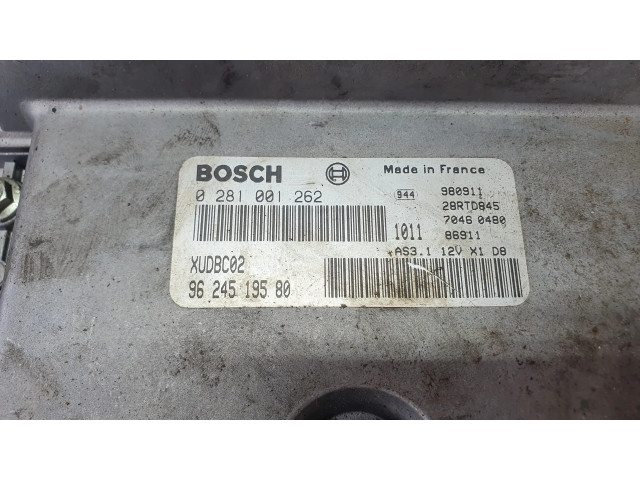 BOSCH
0 281 001 262
XUDBC02
96 245 195 80
Made in France
944 980911
28RTD845
7046 0480
1011 86911
AS3.1 12V X1 D8